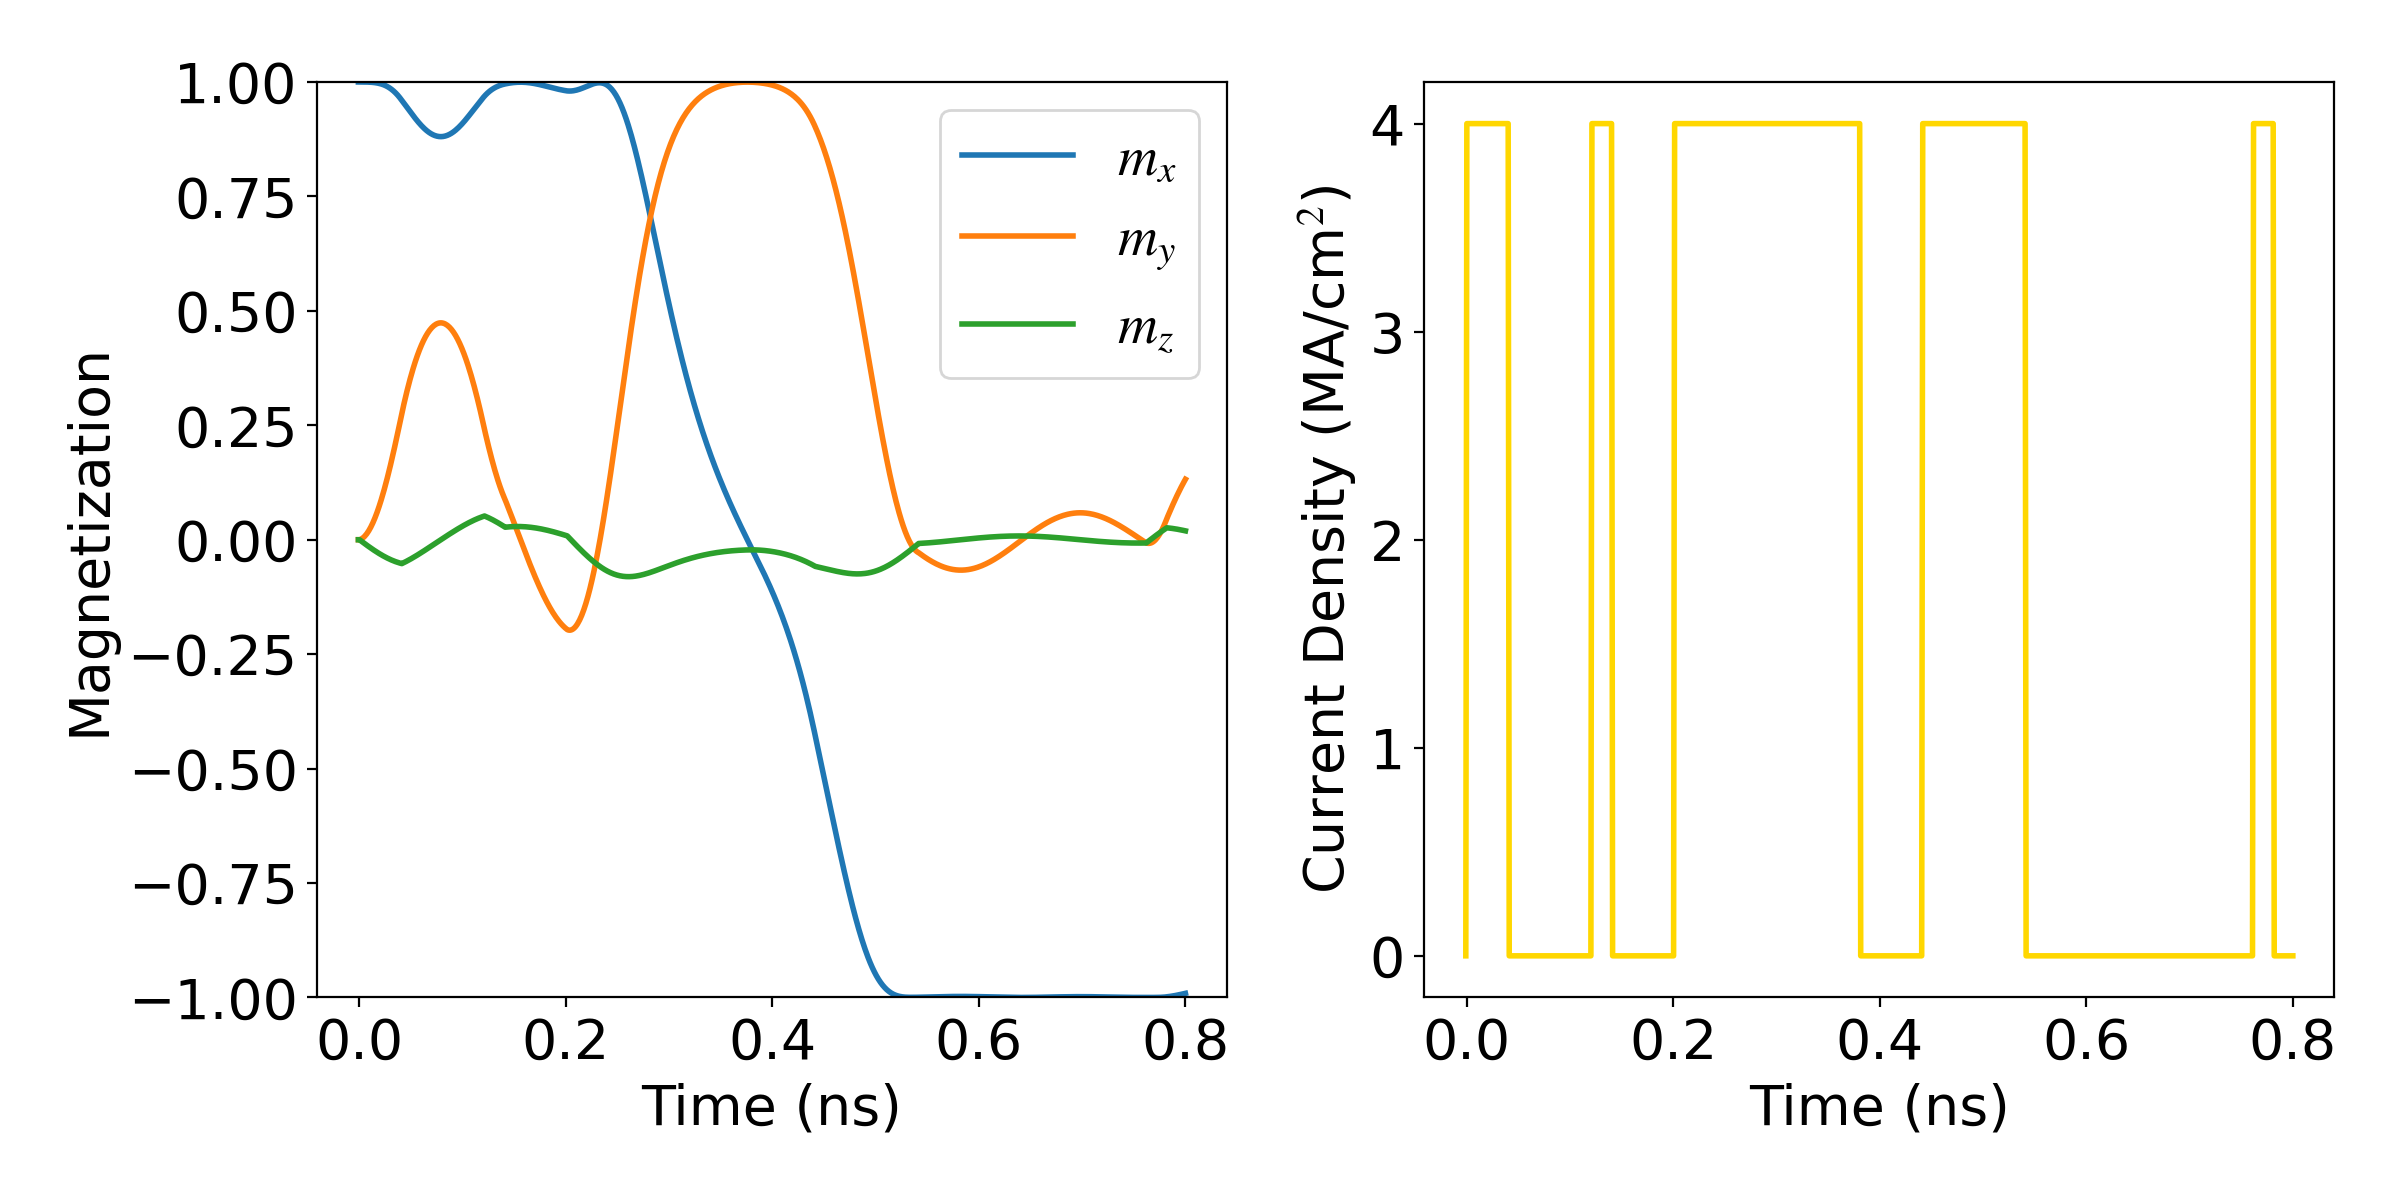 1.00
0.75
0.50
0.25
0.00
−0.25
−0.50
−0.75
−1.00
Magnetization
0.0 0.2 0.4 0.6 0.8
Time (ns)
m_x
m_y
m_z
4
3
2
1
0
Current Density (MA/cm²)
0.0 0.2 0.4 0.6 0.8
Time (ns)